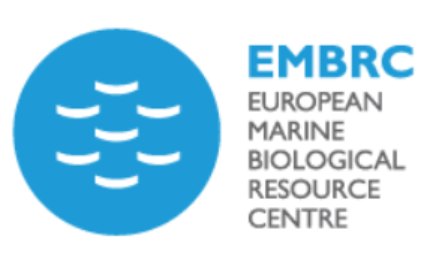 EMBRC
EUROPEAN
MARINE
BIOLOGICAL
RESOURCE
CENTRE